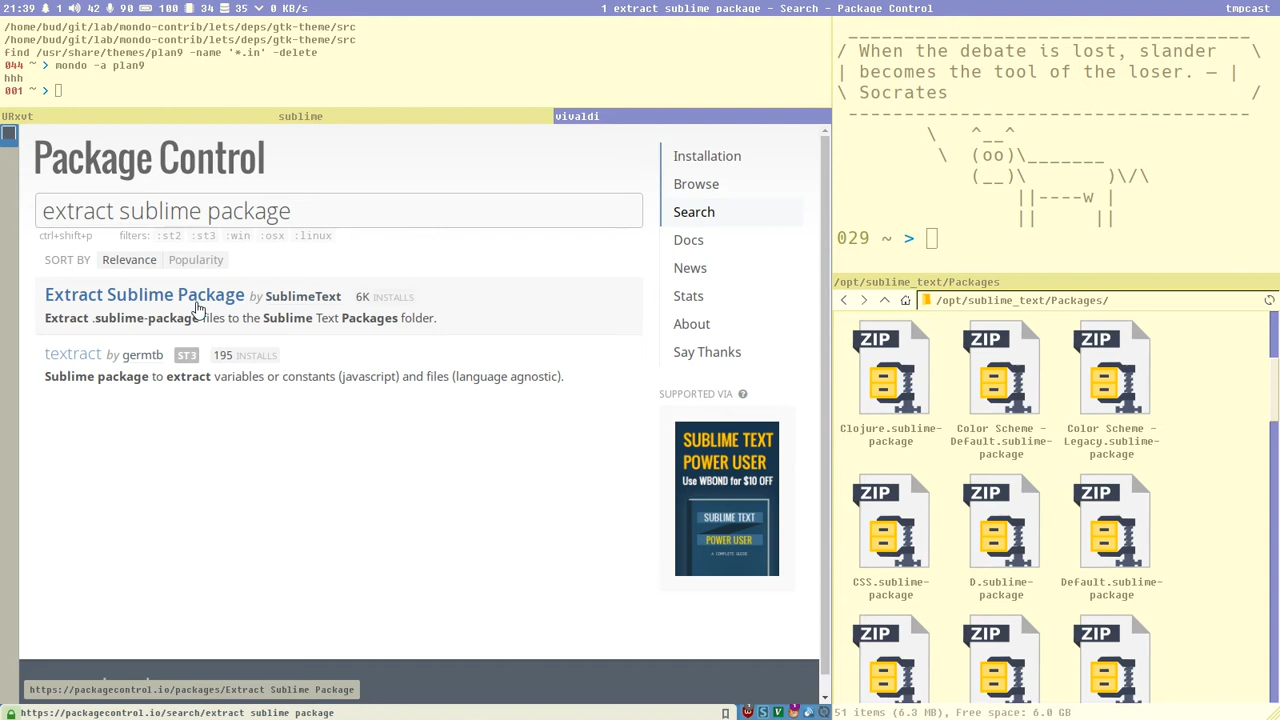 21:39 1 42 90 100 34 35 0 KB/s
1 extract sublime package - Search - Package Control
tmpcast
/home/bud/git/lab/mondo-contrib/lets/deps/gtk-theme/src
/home/bud/git/lab/mondo-contrib/lets/deps/gtk-theme/src
find /usr/share/themes/plan9 -name '*.in' -delete
044 ~ > mondo -a plan9
hhh
001 ~ >
URxvt
sublime
vivaldi
Package Control
extract sublime package
ctrl+shift+p filters: :st2 :st3 :win :osx :linux
SORT BY Relevance Popularity
Extract Sublime Package by SublimeText 6K INSTALLS
Extract .sublime-package files to the Sublime Text Packages folder.
textract by germtb ST3 195 INSTALLS
Sublime package to extract variables or constants (javascript) and files (language agnostic).
Installation
Browse
Search
Docs
News
Stats
About
Say Thanks
SUPPORTED VIA ?
SUBLIME TEXT
POWER USER
Use WBOND for $10 OFF
SUBLIME TEXT
POWER USER
A COMPLETE GUIDE
https://packagecontrol.io/packages/Extract Sublime Package
https://packagecontrol.io/search/extract sublime package
____________________________________
/ When the debate is lost, slander \
| becomes the tool of the loser. — |
\ Socrates /
------------------------------------
\ ^__^
\ (oo)\_______
(__)\ )\/\
||----w |
|| ||
029 ~ >
/opt/sublime_text/Packages
/opt/sublime_text/Packages/
ZIP ZIP ZIP
Clojure.sublime-
package
Color Scheme -
Default.sublime-
package
Color Scheme -
Legacy.sublime-
package
ZIP ZIP ZIP
CSS.sublime-
package
D.sublime-
package
Default.sublime-
package
ZIP ZIP ZIP
51 items (6.3 MB), Free space: 6.0 GB